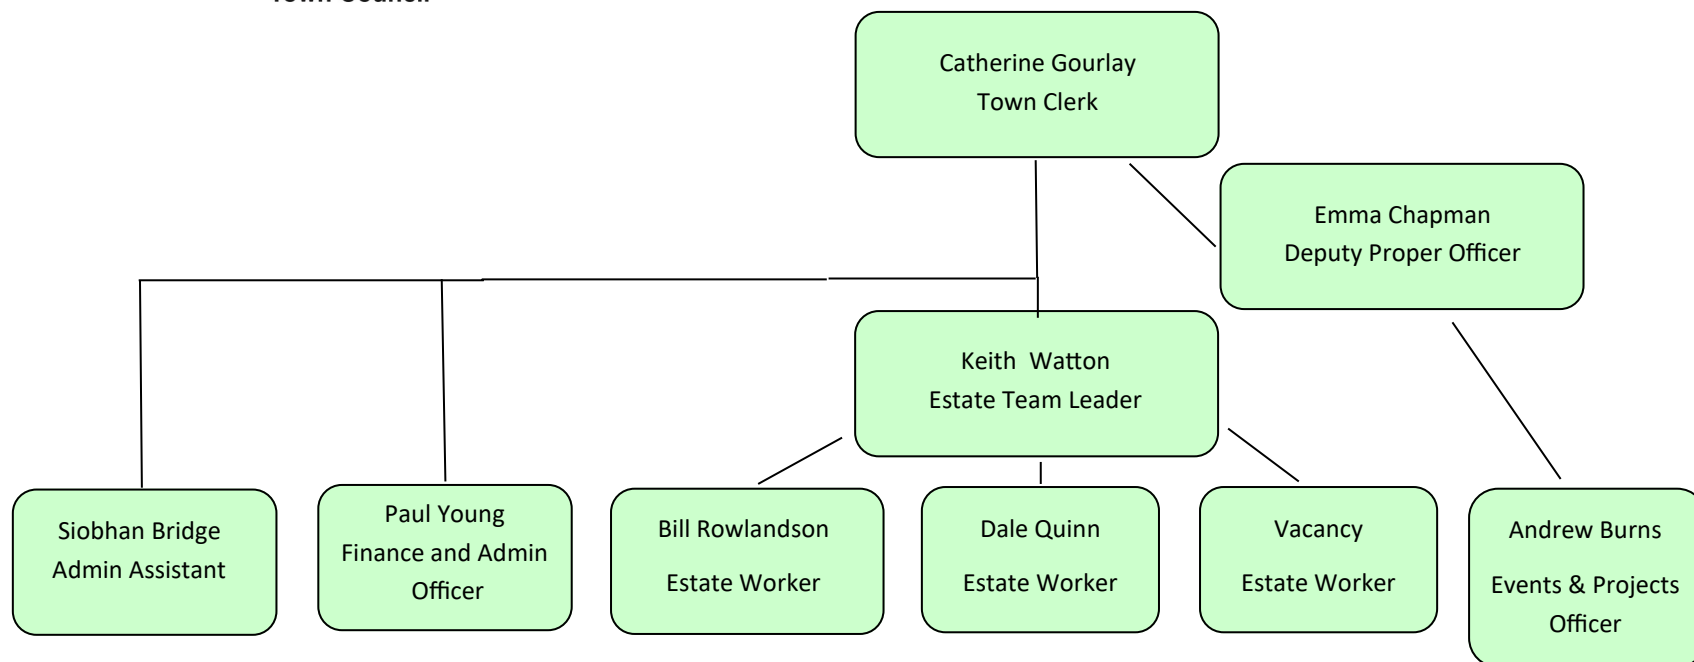 Town Council
Catherine Gourlay
Town Clerk
Emma Chapman
Deputy Proper Officer
Keith  Watton
Estate Team Leader
Siobhan Bridge
Admin Assistant
Paul Young
Finance and Admin
Officer
Bill Rowlandson
Estate Worker
Dale Quinn
Estate Worker
Vacancy
Estate Worker
Andrew Burns
Events & Projects
Officer